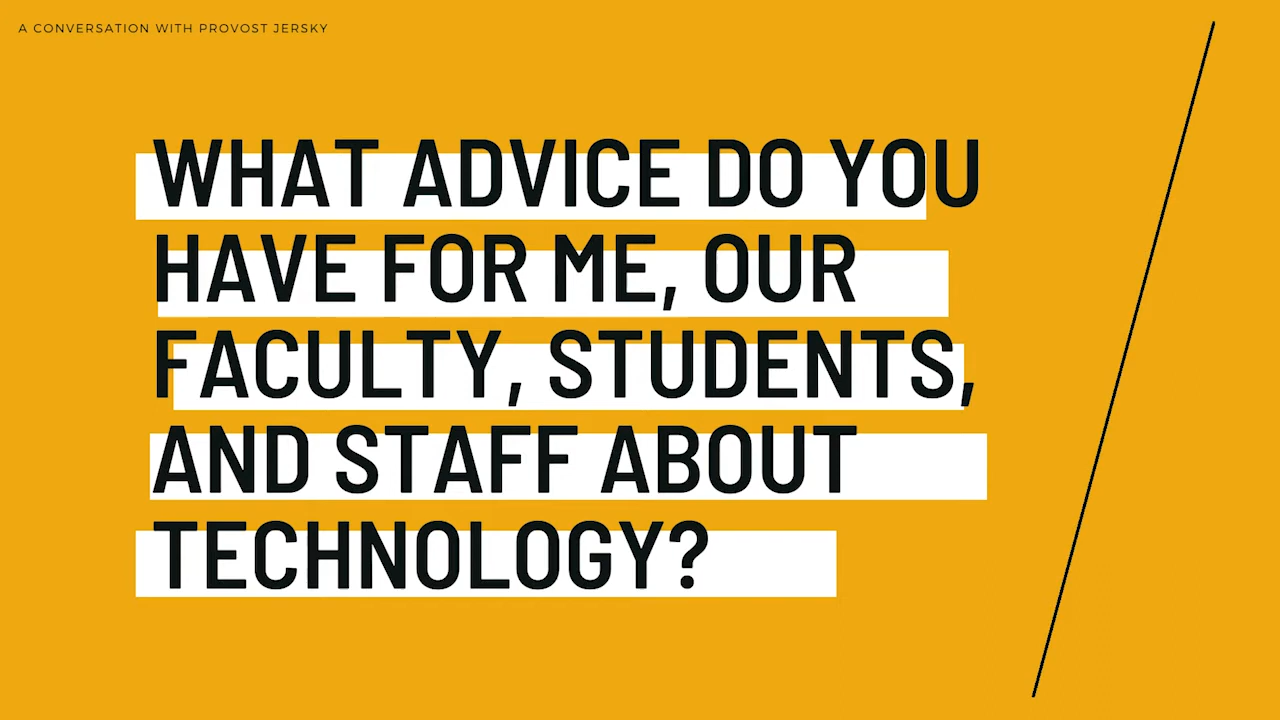 A CONVERSATION WITH PROVOST JERSKY
WHAT ADVICE DO YOU
HAVE FOR ME, OUR
FACULTY, STUDENTS,
AND STAFF ABOUT
TECHNOLOGY?